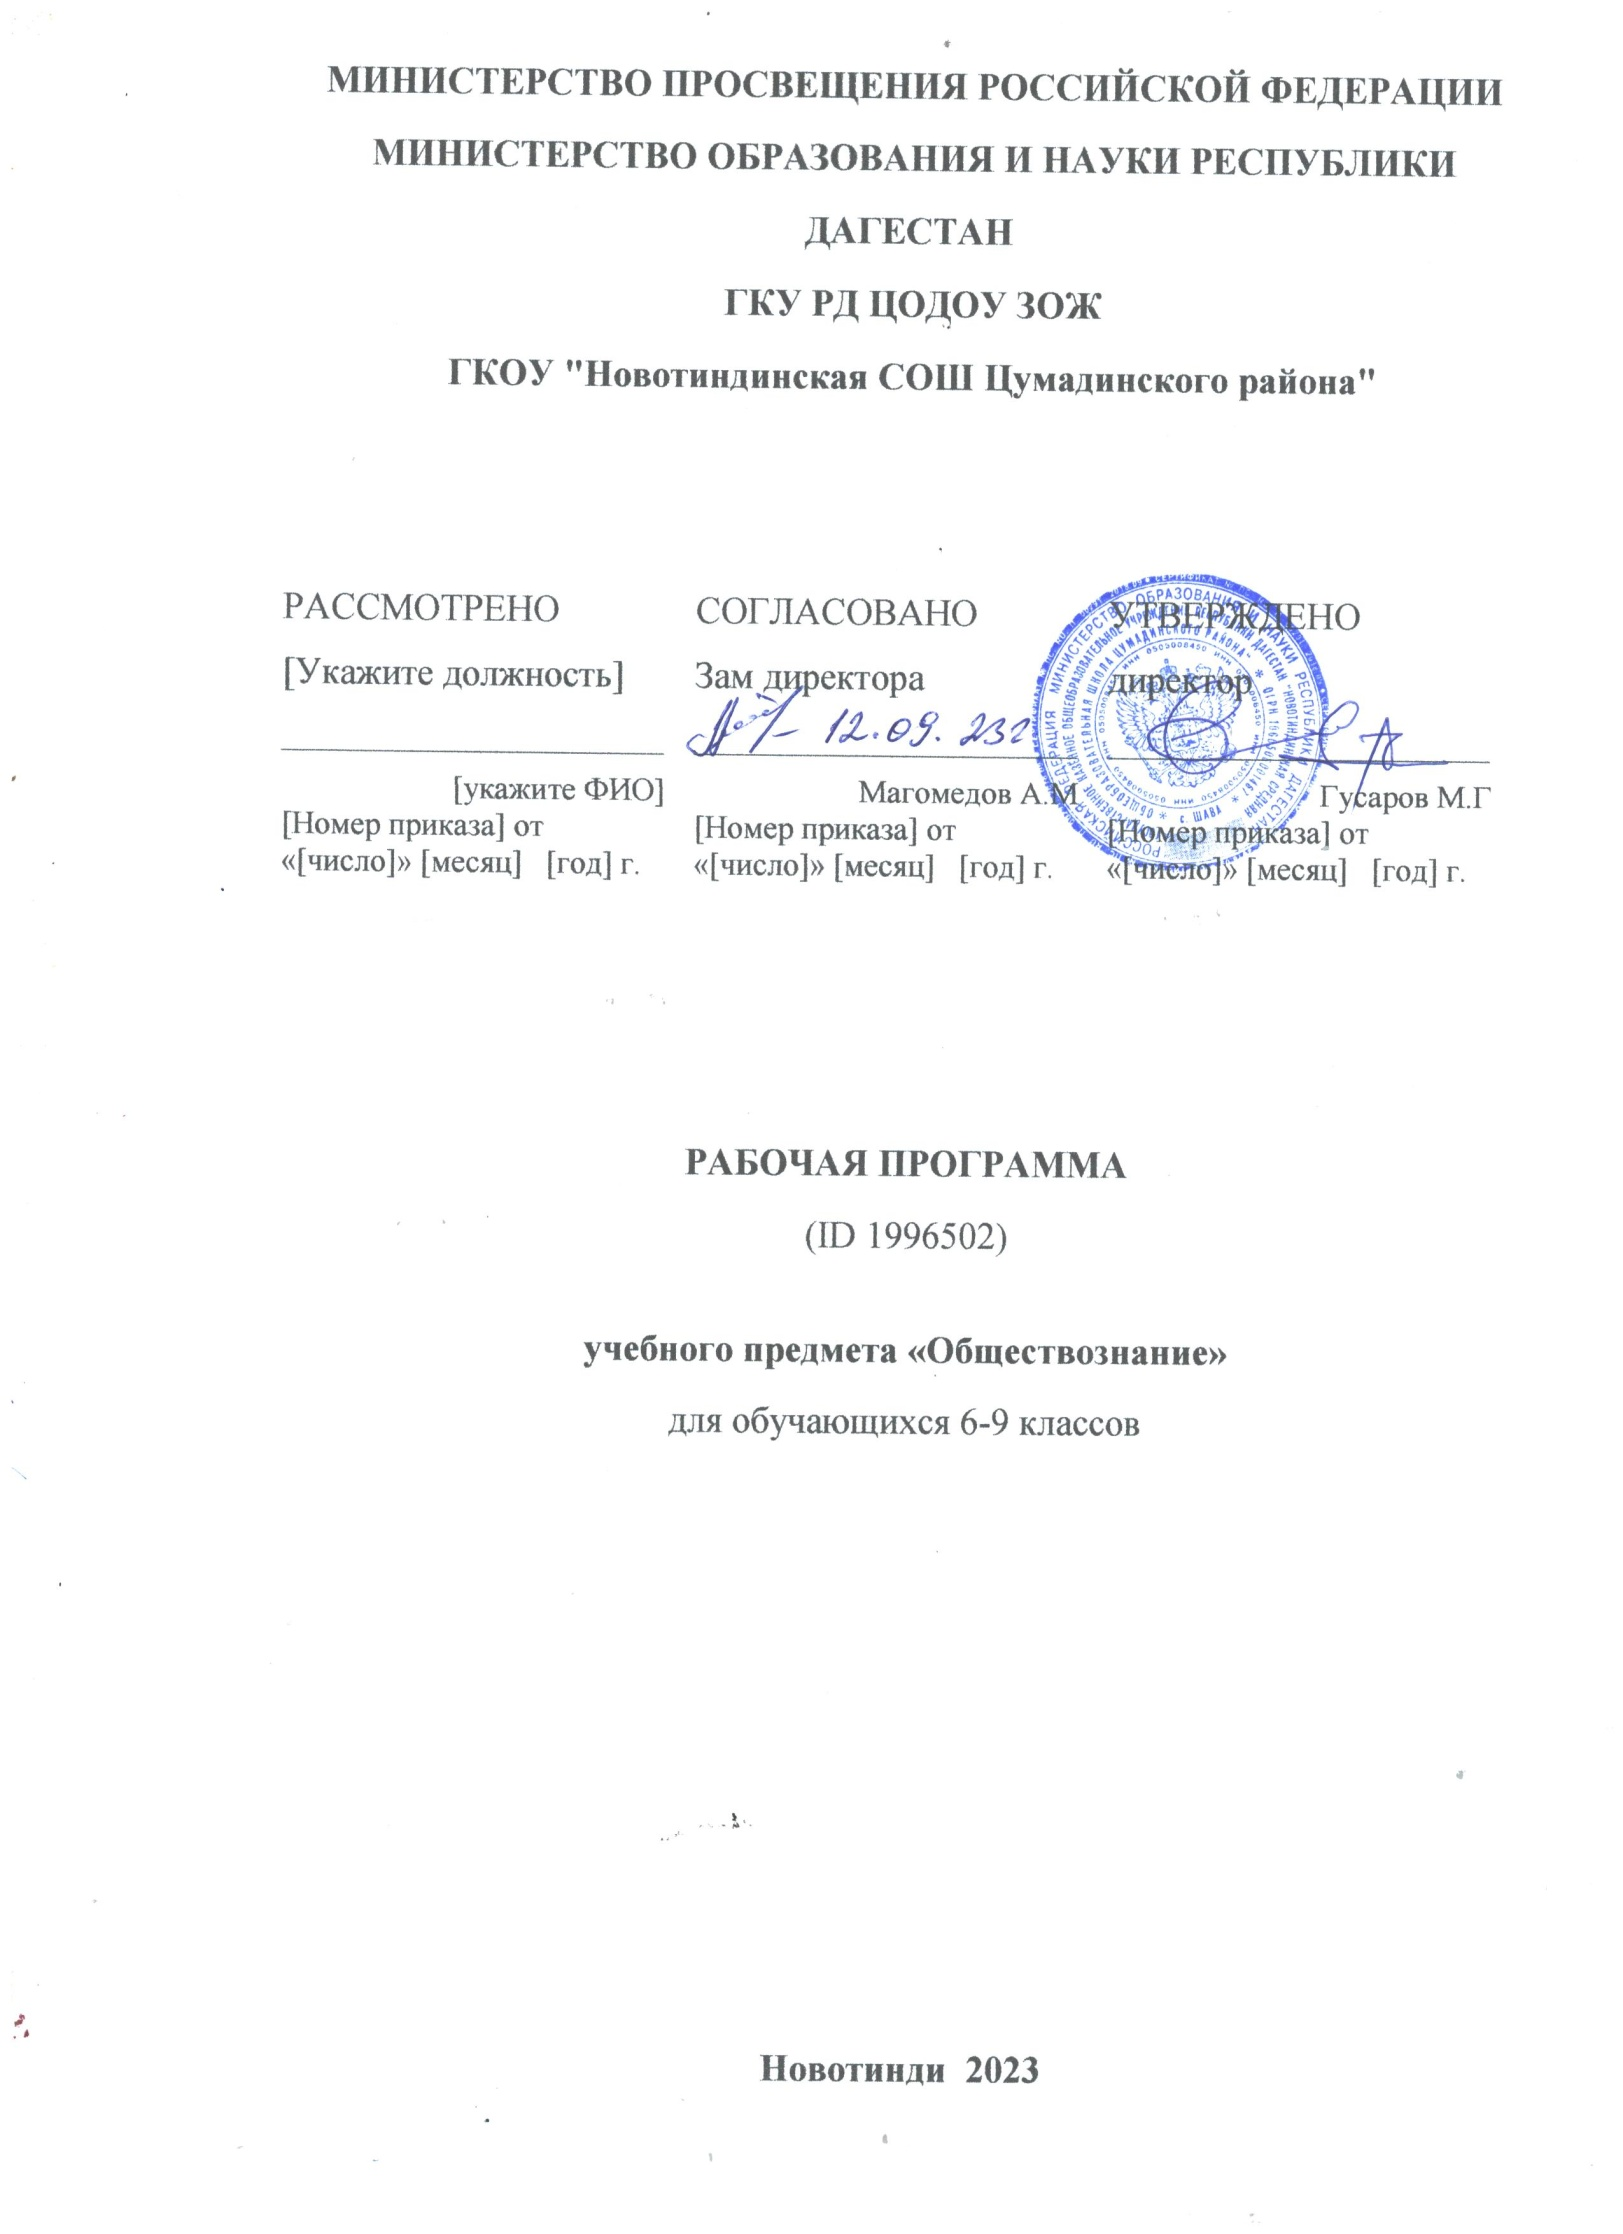 МИНИСТЕРСТВО ПРОСВЕЩЕНИЯ РОССИЙСКОЙ ФЕДЕРАЦИИ
МИНИСТЕРСТВО ОБРАЗОВАНИЯ И НАУКИ РЕСПУБЛИКИ
ДАГЕСТАН
ГКУ РД ЦОДОУ ЗОЖ
ГКОУ "Новотиндинская СОШ Цумадинского района"
РАССМОТРЕНО
[Укажите должность]
[укажите ФИО]
[Номер приказа] от
«[число]» [месяц] [год] г.
СОГЛАСОВАНО
Зам директора
12.09.23г
Магомедов А.М
[Номер приказа] от
«[число]» [месяц] [год] г.
УТВЕРЖДЕНО
директор
Гусаров М.Г
[Номер приказа] от
«[число]» [месяц] [год] г.
РАБОЧАЯ ПРОГРАММА
(ID 1996502)
учебного предмета «Обществознание»
для обучающихся 6-9 классов
Новотинди 2023